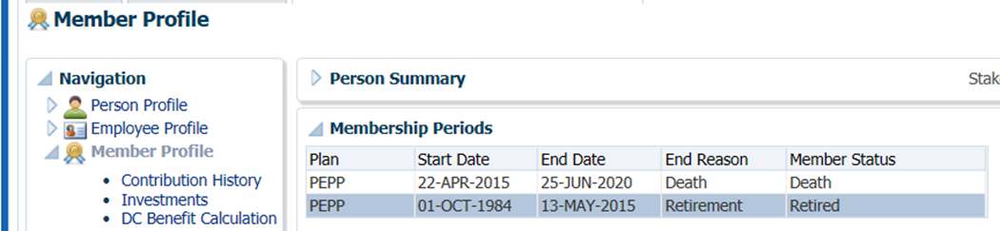 Member Profile
Navigation
Person Profile
Employee Profile
Member Profile
Contribution History
Investments
DC Benefit Calculation
Person Summary
Membership Periods
Plan Start Date End Date End Reason Member Status
PEPP 22-APR-2015 25-JUN-2020 Death Death
PEPP 01-OCT-1984 13-MAY-2015 Retirement Retired